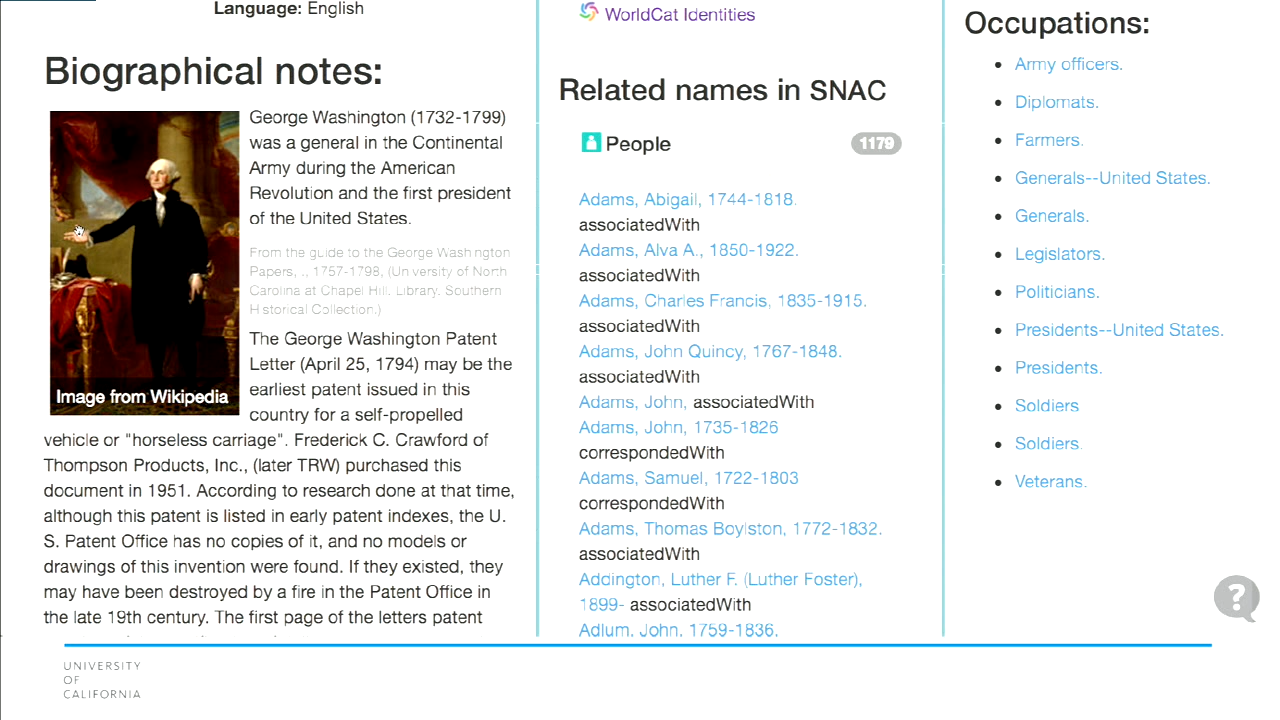 Language: English
Biographical notes:
George Washington (1732-1799)
was a general in the Continental
Army during the American
Revolution and the first president
of the United States.
From the guide to the George Washington
Papers, ., 1757-1798, (University of North
Carolina at Chapel Hill. Library. Southern
Historical Collection.)
The George Washington Patent
Letter (April 25, 1794) may be the
earliest patent issued in this
country for a self-propelled
Image from Wikipedia
vehicle or "horseless carriage". Frederick C. Crawford of
Thompson Products, Inc., (later TRW) purchased this
document in 1951. According to research done at that time,
although this patent is listed in early patent indexes, the U.
S. Patent Office has no copies of it, and no models or
drawings of this invention were found. If they existed, they
may have been destroyed by a fire in the Patent Office in
the late 19th century. The first page of the letters patent
WorldCat Identities
Related names in SNAC
People 1179
Adams, Abigail, 1744-1818.
associatedWith
Adams, Alva A., 1850-1922.
associatedWith
Adams, Charles Francis, 1835-1915.
associatedWith
Adams, John Quincy, 1767-1848.
associatedWith
Adams, John, associatedWith
Adams, John, 1735-1826
correspondedWith
Adams, Samuel, 1722-1803
correspondedWith
Adams, Thomas Boylston, 1772-1832.
associatedWith
Addington, Luther F. (Luther Foster),
1899- associatedWith
Adlum, John, 1759-1836.
Occupations:
Army officers.
Diplomats.
Farmers.
Generals--United States.
Generals.
Legislators.
Politicians.
Presidents--United States.
Presidents.
Soldiers
Soldiers.
Veterans.
?
UNIVERSITY
OF
CALIFORNIA